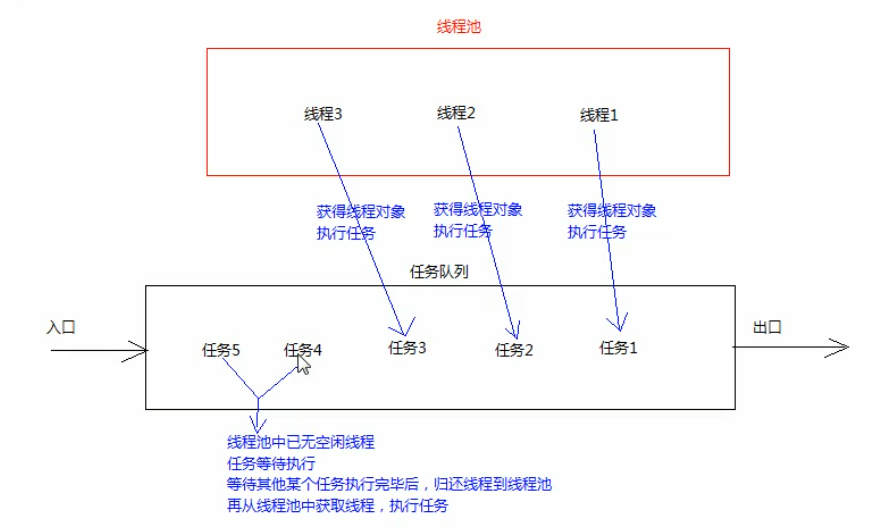 线程池
线程3
线程2
线程1
获得线程对象
执行任务
获得线程对象
执行任务
获得线程对象
执行任务
任务队列
入口
出口
任务5
任务4
任务3
任务2
任务1
线程池中已无空闲线程
任务等待执行
等待其他某个任务执行完毕后，归还线程到线程池
再从线程池中获取线程，执行任务